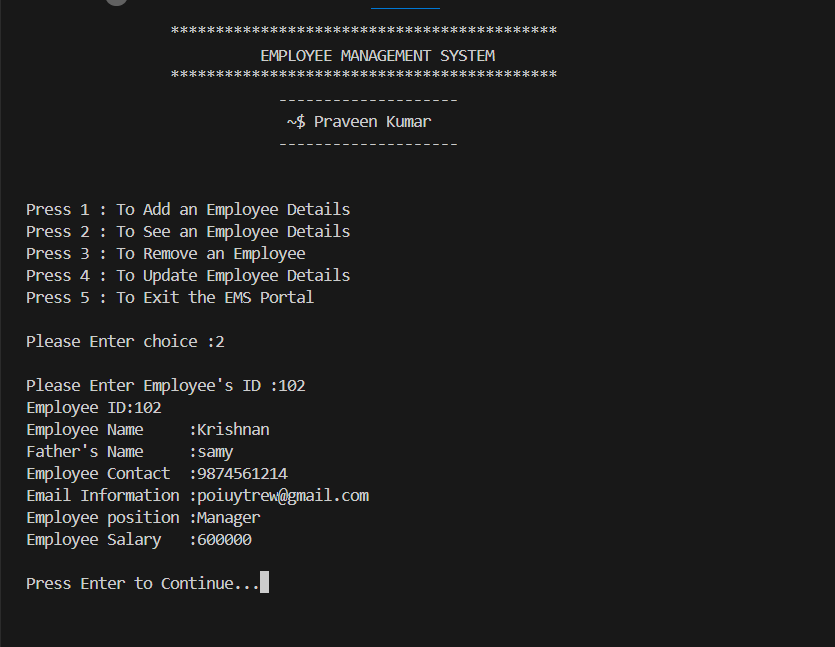 *******************************************
EMPLOYEE MANAGEMENT SYSTEM
*******************************************
--------------------
~$ Praveen Kumar
--------------------
Press 1 : To Add an Employee Details
Press 2 : To See an Employee Details
Press 3 : To Remove an Employee
Press 4 : To Update Employee Details
Press 5 : To Exit the EMS Portal
Please Enter choice :2
Please Enter Employee's ID :102
Employee ID:102
Employee Name     :Krishnan
Father's Name     :samy
Employee Contact  :9874561214
Email Information :poiuytrew@gmail.com
Employee position :Manager
Employee Salary   :600000
Press Enter to Continue...